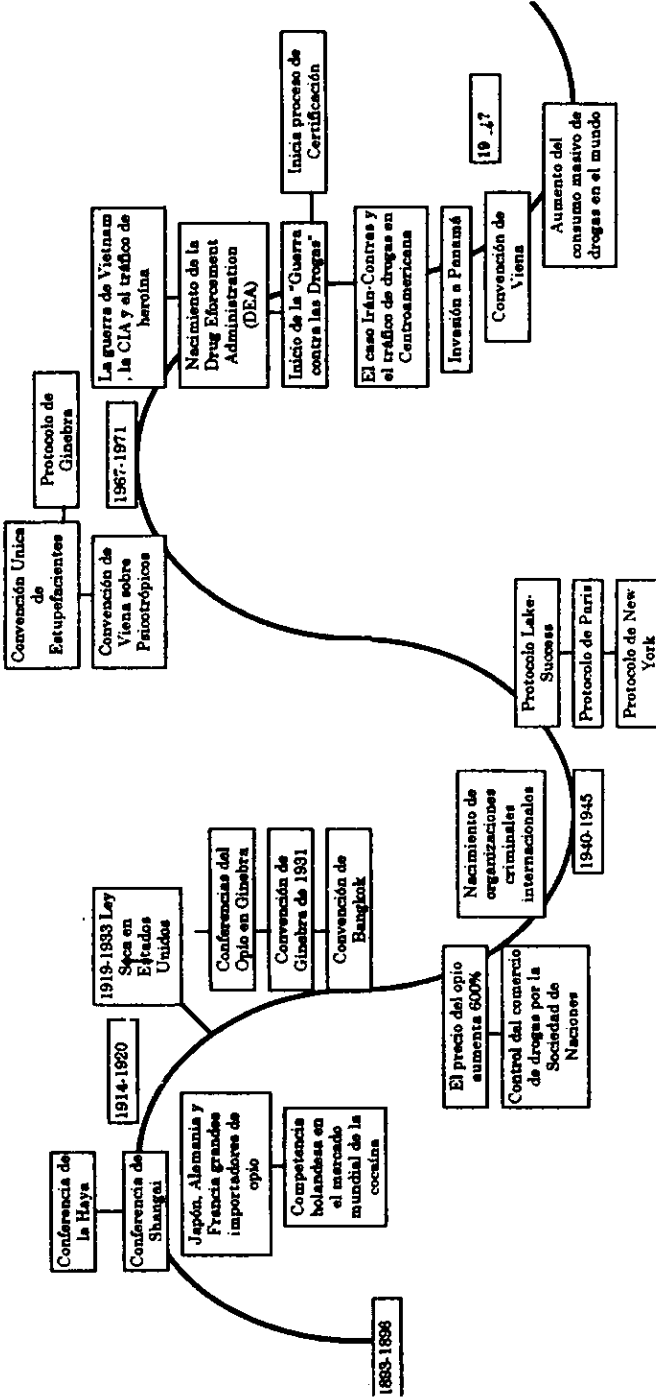 Conferencia de
la Haya
Conferencia de
Shangai
1893-1896
1914-1920
Japón, Alemania y
Francia grandes
importadores de
opio
Competencia
holandesa en
el mercado
mundial de la
cocaína
1919-1933 Ley
Seca en
Estados
Unidos
Conferencias del
Opio en Ginebra
Convención de
Ginebra de 1931
Convención de
Bangkok
El precio del opio
aumenta 600%
Control dal comercio
de drogas por la
Sociedad de
Naciones
Nacimiento de
organizaciones
criminales
internacionales
1940-1945
Protocolo Lake-
Success
Protocolo de Paris
Protocolo de New
York
Convención Unica
de
Estupefacientes
Protocolo de
Ginebra
Convención de
Viena sobre
Psicotrópicos
1967-1971
La guerra de Vietnam
, la CIA y el tráfico de
heroína
Nacimiento de la
Drug Eforcement
Administration
(DEA)
Inicio de la "Guerra
contra las Drogas"
Inicia proceso de
Certificación
El caso Irán-Contras y
el tráfico de drogas en
Centroamericana
Invasión a Panamá
Convención de
Viena
Aumento del
consumo masivo de
drogas en el mundo